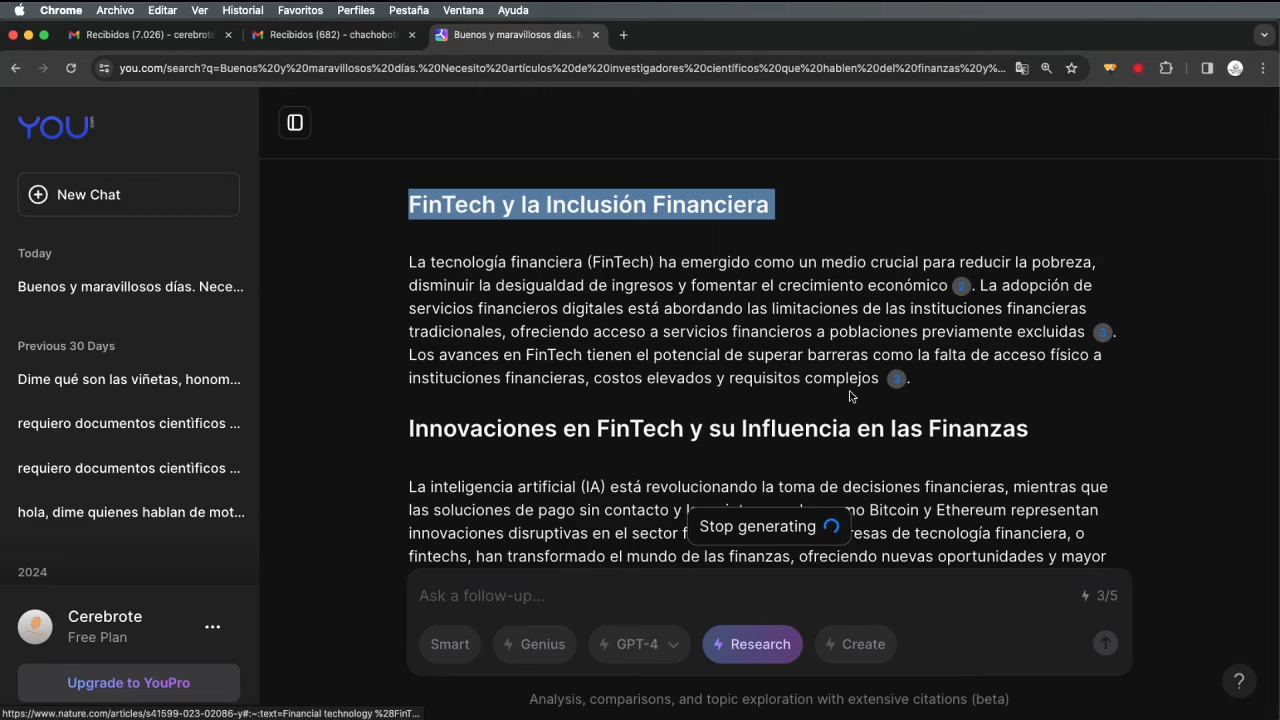 Chrome Archivo Editar Ver Historial Favoritos Perfiles Pestaña Ventana Ayuda
Recibidos (7.026) - cerebrote
Recibidos (682) - chachobot
Buenos y maravillosos días. N
you.com/search?q=Buenos%20y%20maravillosos%20días.%20Necesito%20artículos%20de%20investigadores%20científicos%20que%20hablen%20del%20finanzas%20y%...
YOU
New Chat
Today
Buenos y maravillosos días. Nece...
Previous 30 Days
Dime qué son las viñetas, honom...
requiero documentos cientìficos ...
requiero documentos cientìficos ...
hola, dime quienes hablan de mot...
2024
Cerebrote
Free Plan
Upgrade to YouPro
FinTech y la Inclusión Financiera
La tecnología financiera (FinTech) ha emergido como un medio crucial para reducir la pobreza,
disminuir la desigualdad de ingresos y fomentar el crecimiento económico 2. La adopción de
servicios financieros digitales está abordando las limitaciones de las instituciones financieras
tradicionales, ofreciendo acceso a servicios financieros a poblaciones previamente excluidas 3.
Los avances en FinTech tienen el potencial de superar barreras como la falta de acceso físico a
instituciones financieras, costos elevados y requisitos complejos 3.
Innovaciones en FinTech y su Influencia en las Finanzas
La inteligencia artificial (IA) está revolucionando la toma de decisiones financieras, mientras que
las soluciones de pago sin contacto y Bitcoin y Ethereum representan
innovaciones disruptivas en el sector tecnología financiera, o
fintechs, han transformado el mundo de las finanzas, ofreciendo nuevas oportunidades y mayor
Stop generating
Ask a follow-up...
3/5
Smart Genius GPT-4 Research Create
Analysis, comparisons, and topic exploration with extensive citations (beta)
?
https://www.nature.com/articles/s41599-023-02086-y#:~:text=Financial technology %28FinT...